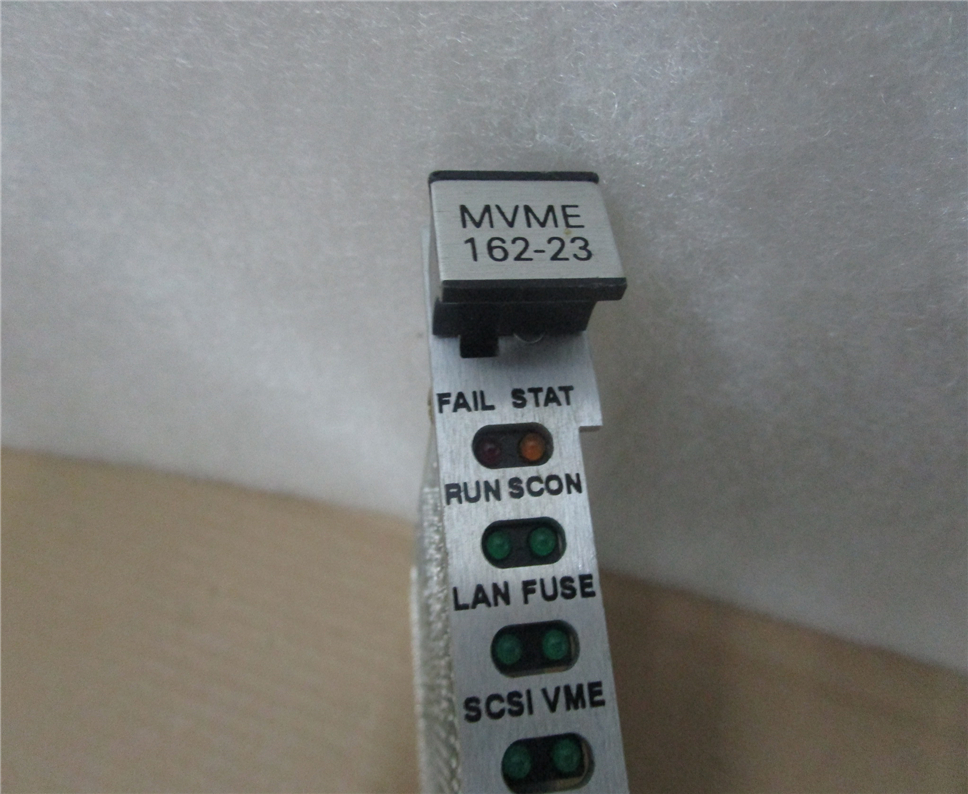 MVME
162-23
FAIL STAT
RUN SCON
LAN FUSE
SCSI VME